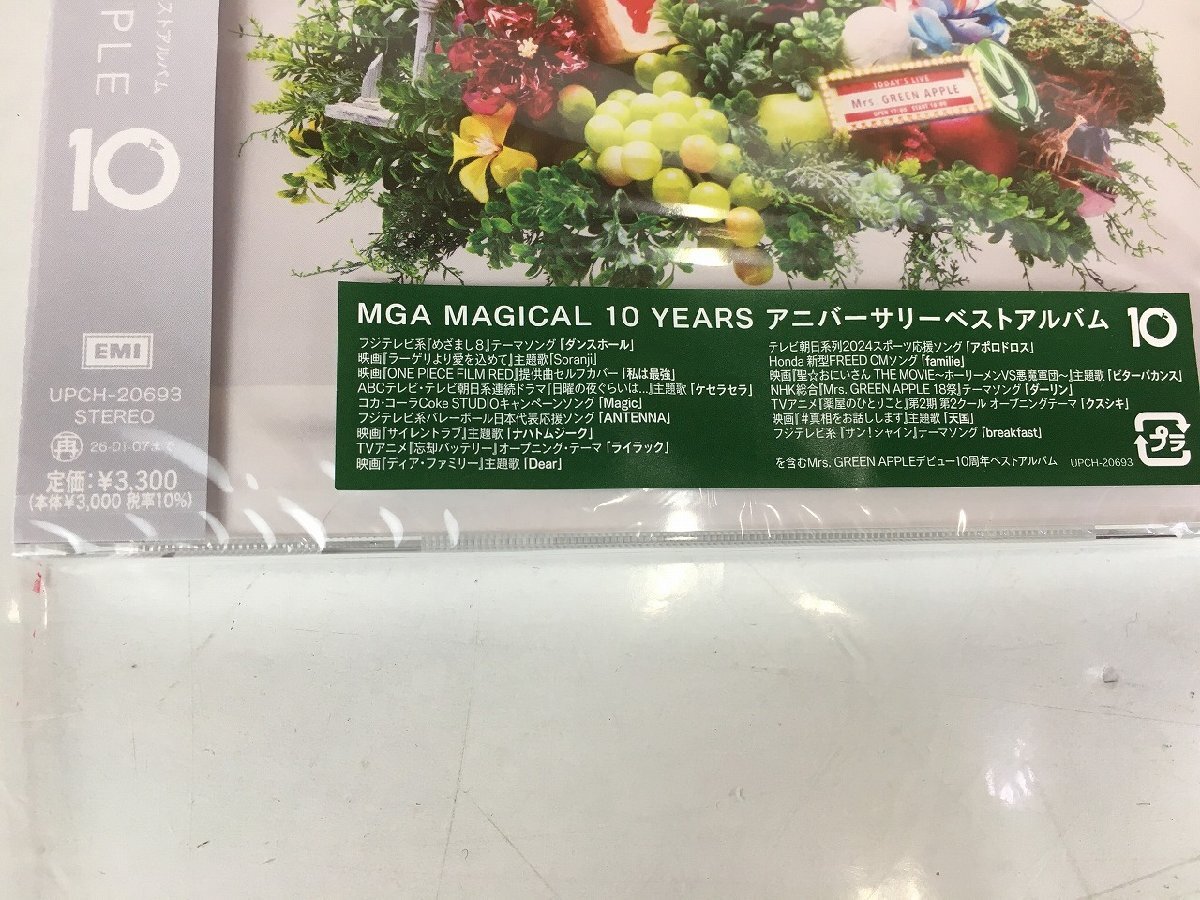 ストアルバム
PLE
10
EMI
UPCH-20693
STEREO
再 26・01・07まで
定価:¥3,300
(本体¥3,000 税率10%)
TODAY'S LIVE
Mrs. GREEN APPLE
MGA MAGICAL 10 YEARS アニバーサリーベストアルバム 10
フジテレビ系『めざまし8』テーマソング「ダンスホール」
映画『ラーゲリより愛を込めて』主題歌「Soranji」
映画『ONE PIECE FILM RED』提供曲セルフカバー「私は最強」
ABCテレビ・テレビ朝日系連続ドラマ『日曜の夜ぐらいは...』主題歌「ケセラセラ」
コカ・コーラCoke STUDIOキャンペーンソング「Magic」
フジテレビ系バレーボール日本代表応援ソング「ANTENNA」
映画『サイレントラブ』主題歌「ナハトムジーク」
TVアニメ『忘却バッテリー』オープニング・テーマ「ライラック」
映画『ディア・ファミリー』主題歌「Dear」
テレビ朝日系列2024スポーツ応援ソング「アポロドロス」
Honda 新型FREED CMソング「familie」
映画『聖☆おにいさん THE MOVIE〜ホーリーメンVS悪魔軍団〜』主題歌「ビターバカンス」
NHK総合『Mrs. GREEN APPLE 18祭』テーマソング「ダーリン」
TVアニメ『薬屋のひとりごと』第2期 第2クール オープニングテーマ「クスシキ」
映画『#真相をお話しします』主題歌「天国」
フジテレビ系『サン!シャイン』テーマソング「breakfast」
を含むMrs. GREEN APPLEデビュー10周年ベストアルバム UPCH-20693
プラ